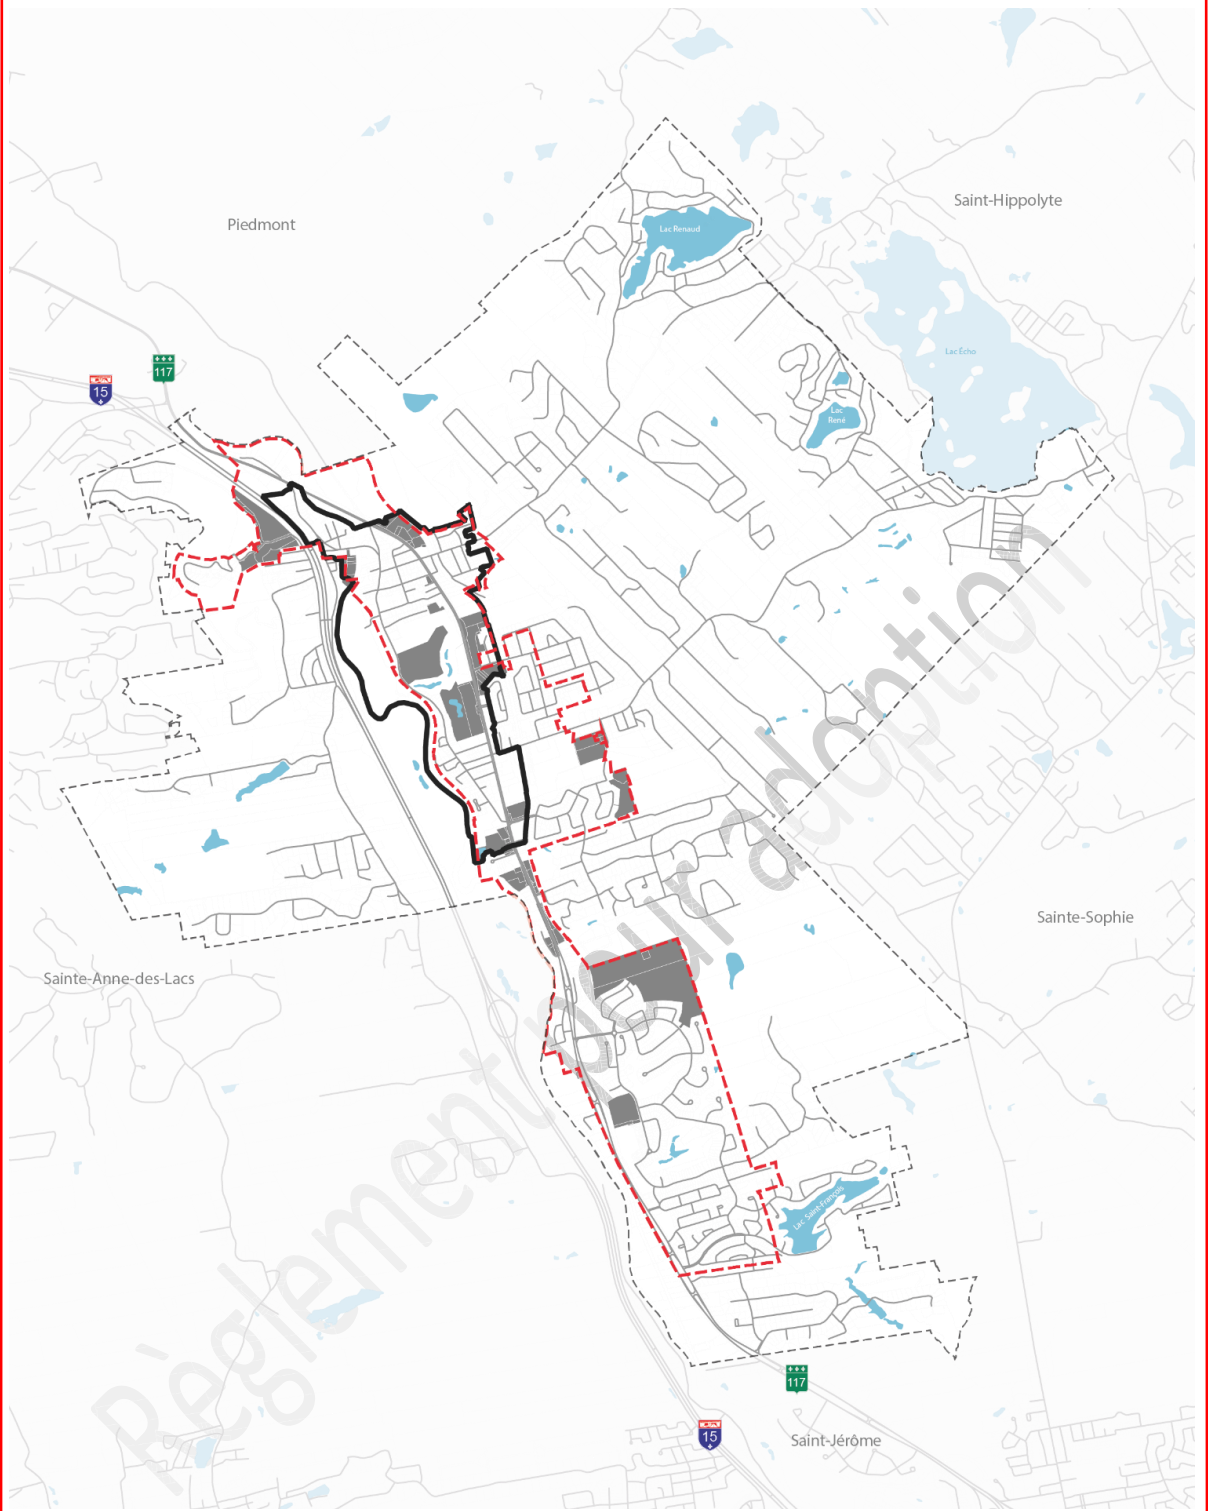 Saint-Hippolyte
Piedmont
Lac Renaud
Lac Écho
117
15
Lac
René
Règlement pour adoption
Sainte-Sophie
Sainte-Anne-des-Lacs
Lac Saint-François
117
15
Saint-Jérôme